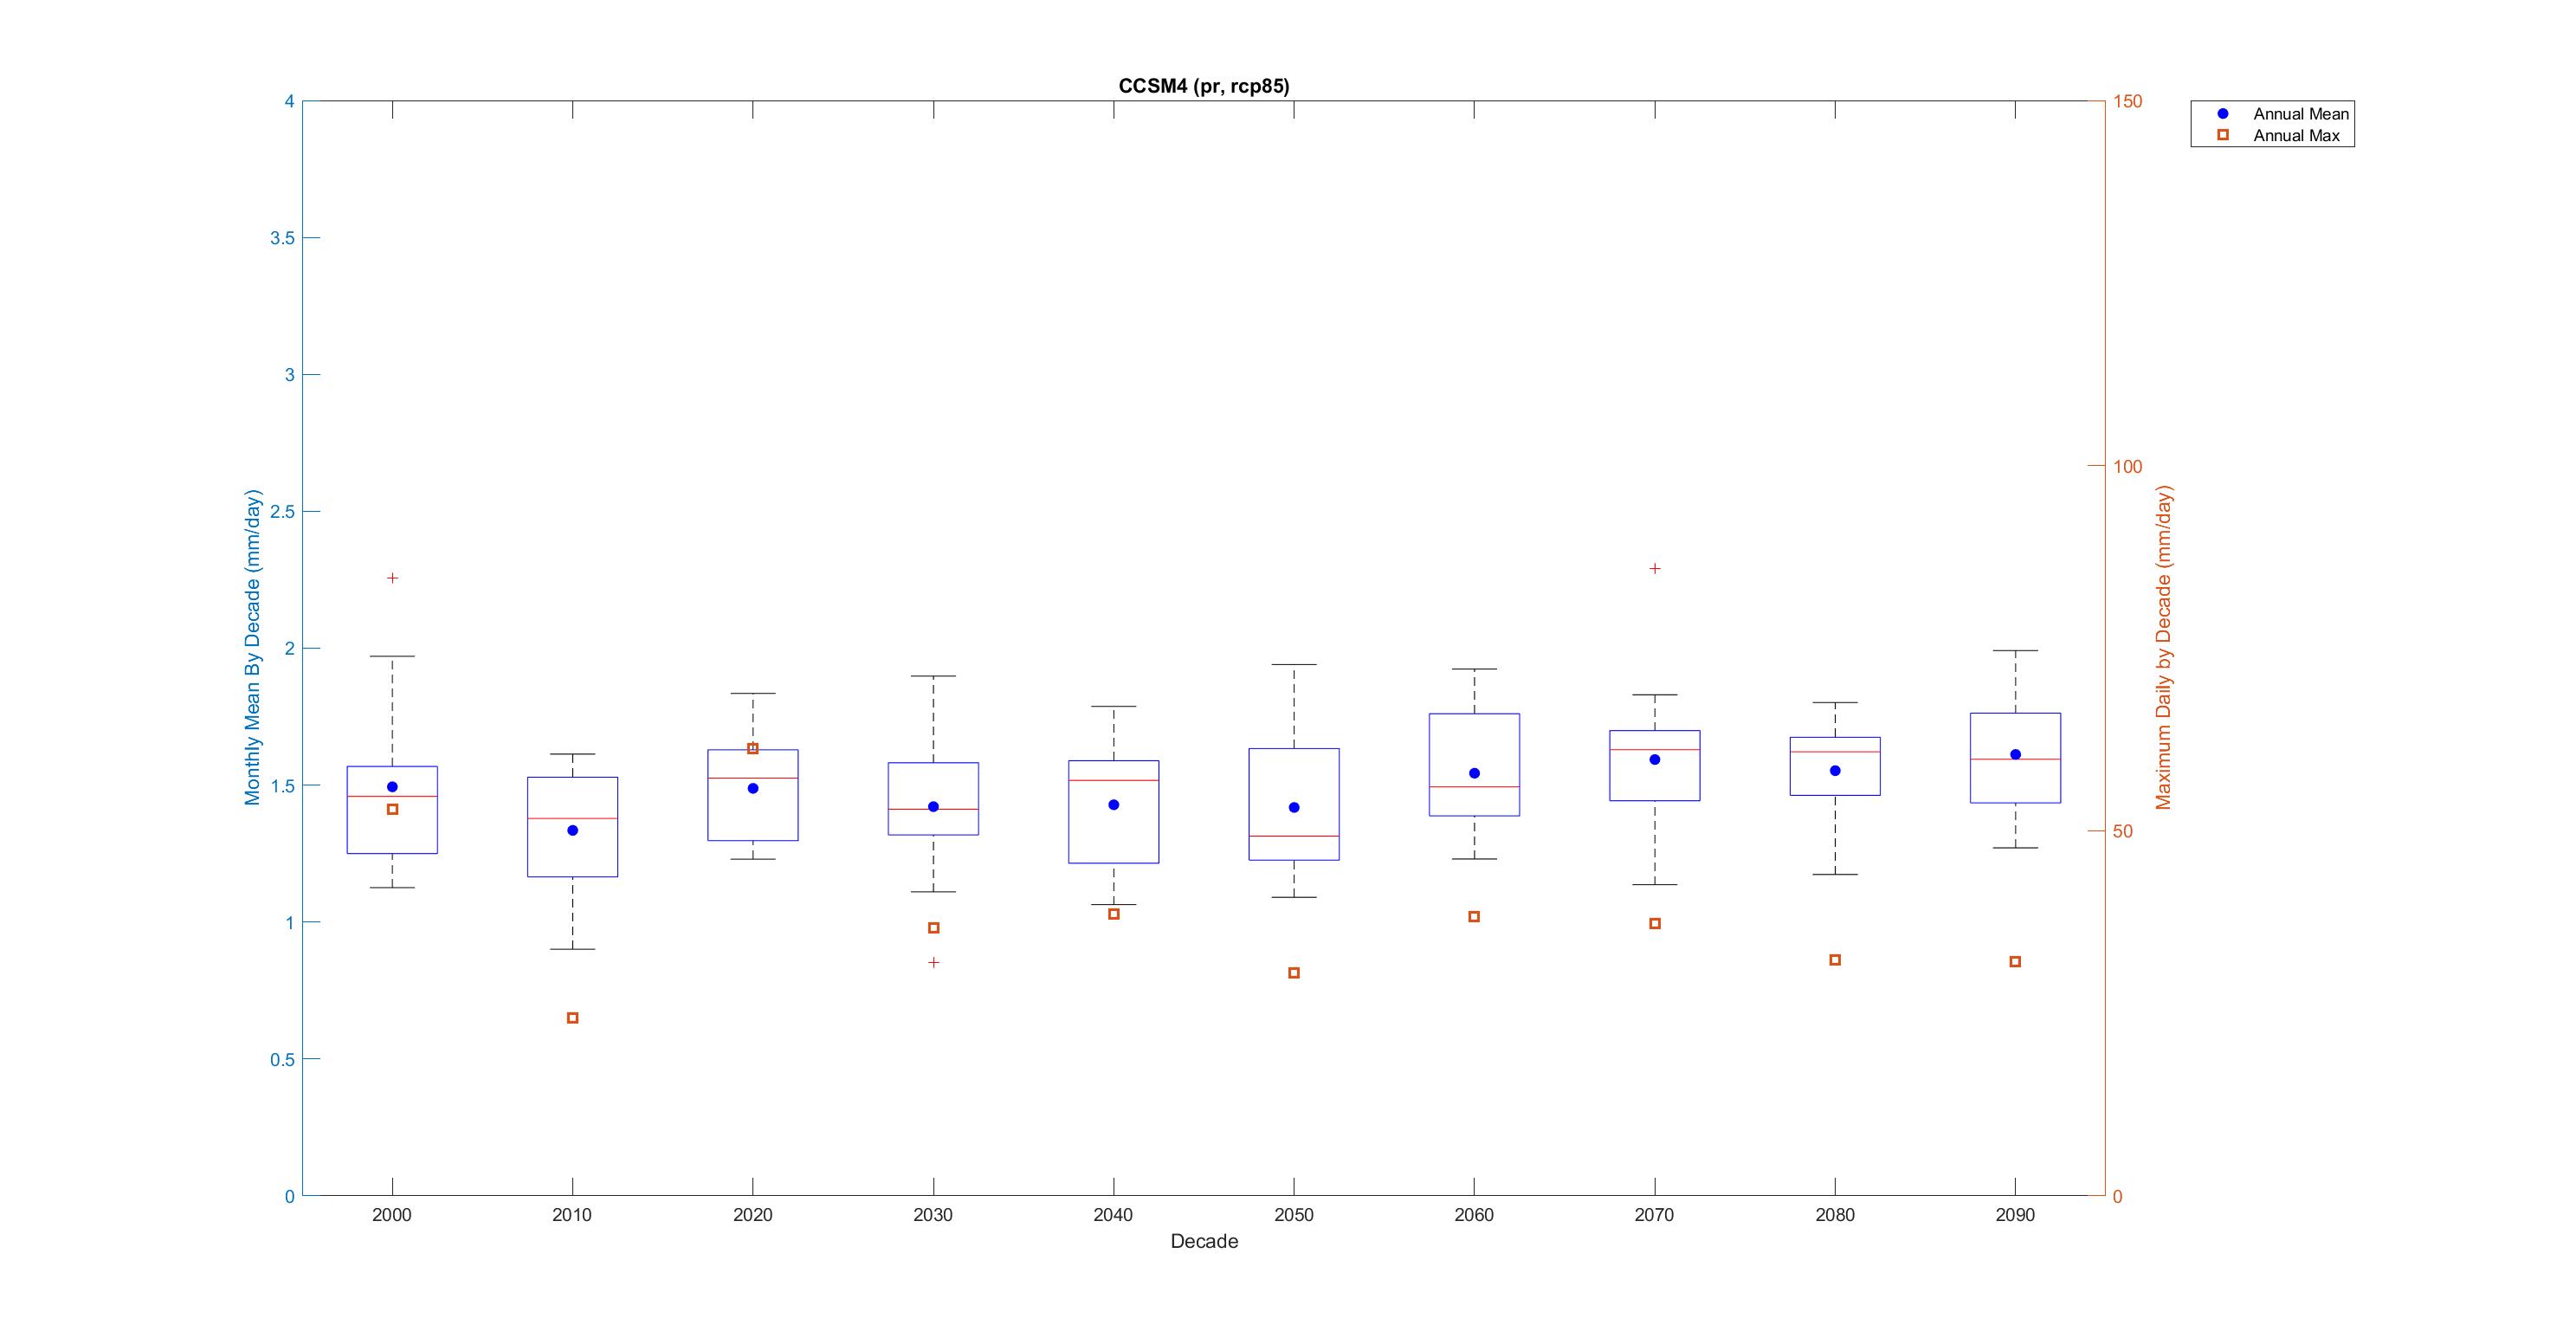 CCSM4 (pr, rcp85)
4
3.5
3
2.5
2
1.5
1
0.5
0
Monthly Mean By Decade (mm/day)
150
100
50
0
Maximum Daily by Decade (mm/day)
Annual Mean
Annual Max
2000 2010 2020 2030 2040 2050 2060 2070 2080 2090
Decade